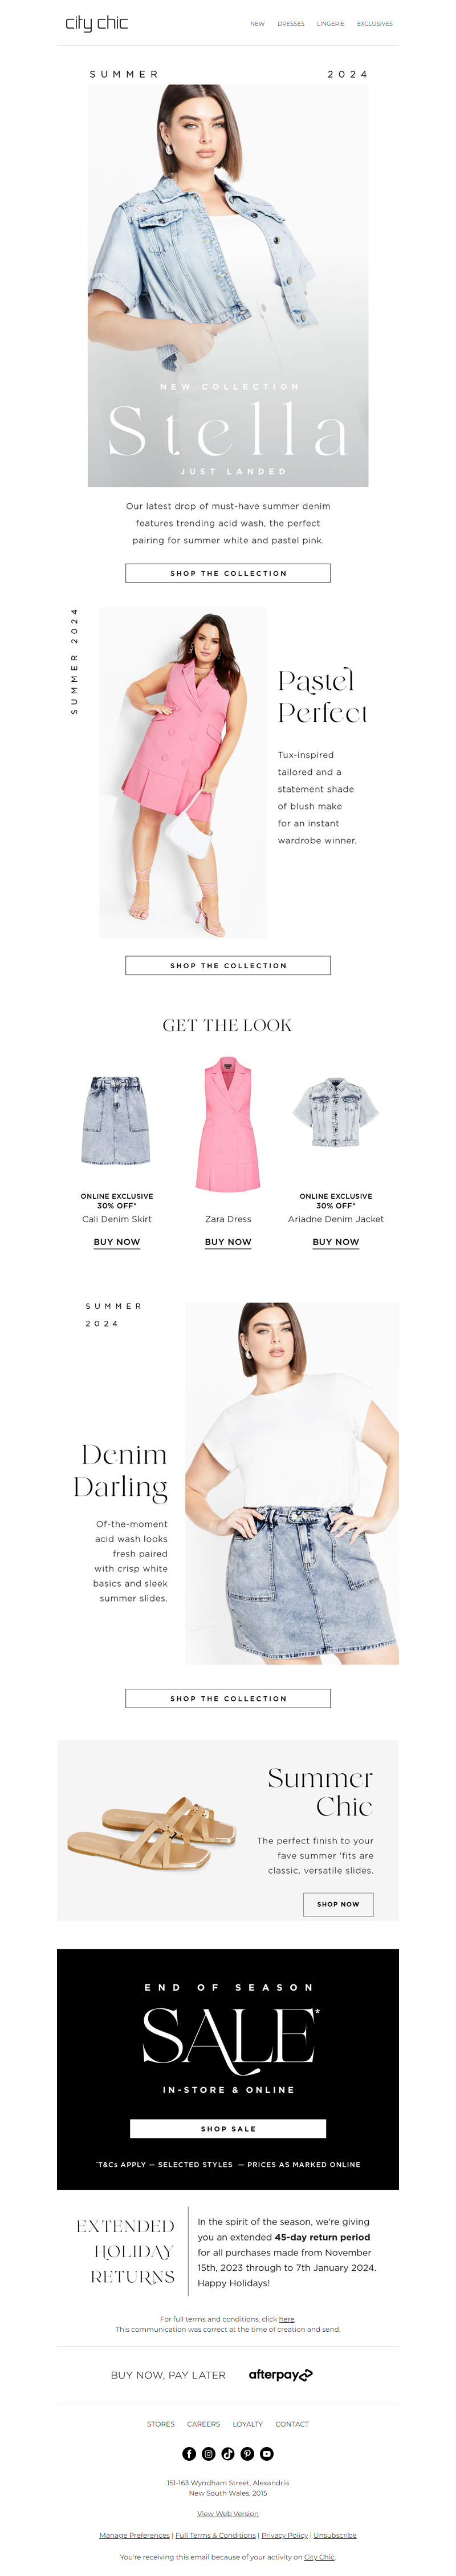 city chic
NEW DRESSES LINGERIE EXCLUSIVES
SUMMER 2024
NEW COLLECTION
Stella
JUST LANDED
Our latest drop of must-have summer denim
features trending acid wash, the perfect
pairing for summer white and pastel pink.
SHOP THE COLLECTION
SUMMER 2024
Pastel
Perfect
Tux-inspired
tailored and a
statement shade
of blush make
for an instant
wardrobe winner.
SHOP THE COLLECTION
GET THE LOOK
ONLINE EXCLUSIVE
30% OFF*
Cali Denim Skirt
BUY NOW
Zara Dress
BUY NOW
ONLINE EXCLUSIVE
30% OFF*
Ariadne Denim Jacket
BUY NOW
SUMMER
2024
Denim
Darling
Of-the-moment
acid wash looks
fresh paired
with crisp white
basics and sleek
summer slides.
SHOP THE COLLECTION
Summer
Chic
The perfect finish to your
fave summer 'fits are
classic, versatile slides.
SHOP NOW
END OF SEASON
SALE*
IN-STORE & ONLINE
SHOP SALE
*T&Cs APPLY — SELECTED STYLES — PRICES AS MARKED ONLINE
EXTENDED
HOLIDAY
RETURNS
In the spirit of the season, we're giving
you an extended 45-day return period
for all purchases made from November
15th, 2023 through to 7th January 2024.
Happy Holidays!
For full terms and conditions, click here.
This communication was correct at the time of creation and send.
BUY NOW, PAY LATER afterpay
STORES CAREERS LOYALTY CONTACT
151-163 Wyndham Street, Alexandria
New South Wales, 2015
View Web Version
Manage Preferences | Full Terms & Conditions | Privacy Policy | Unsubscribe
You're receiving this email because of your activity on City Chic.